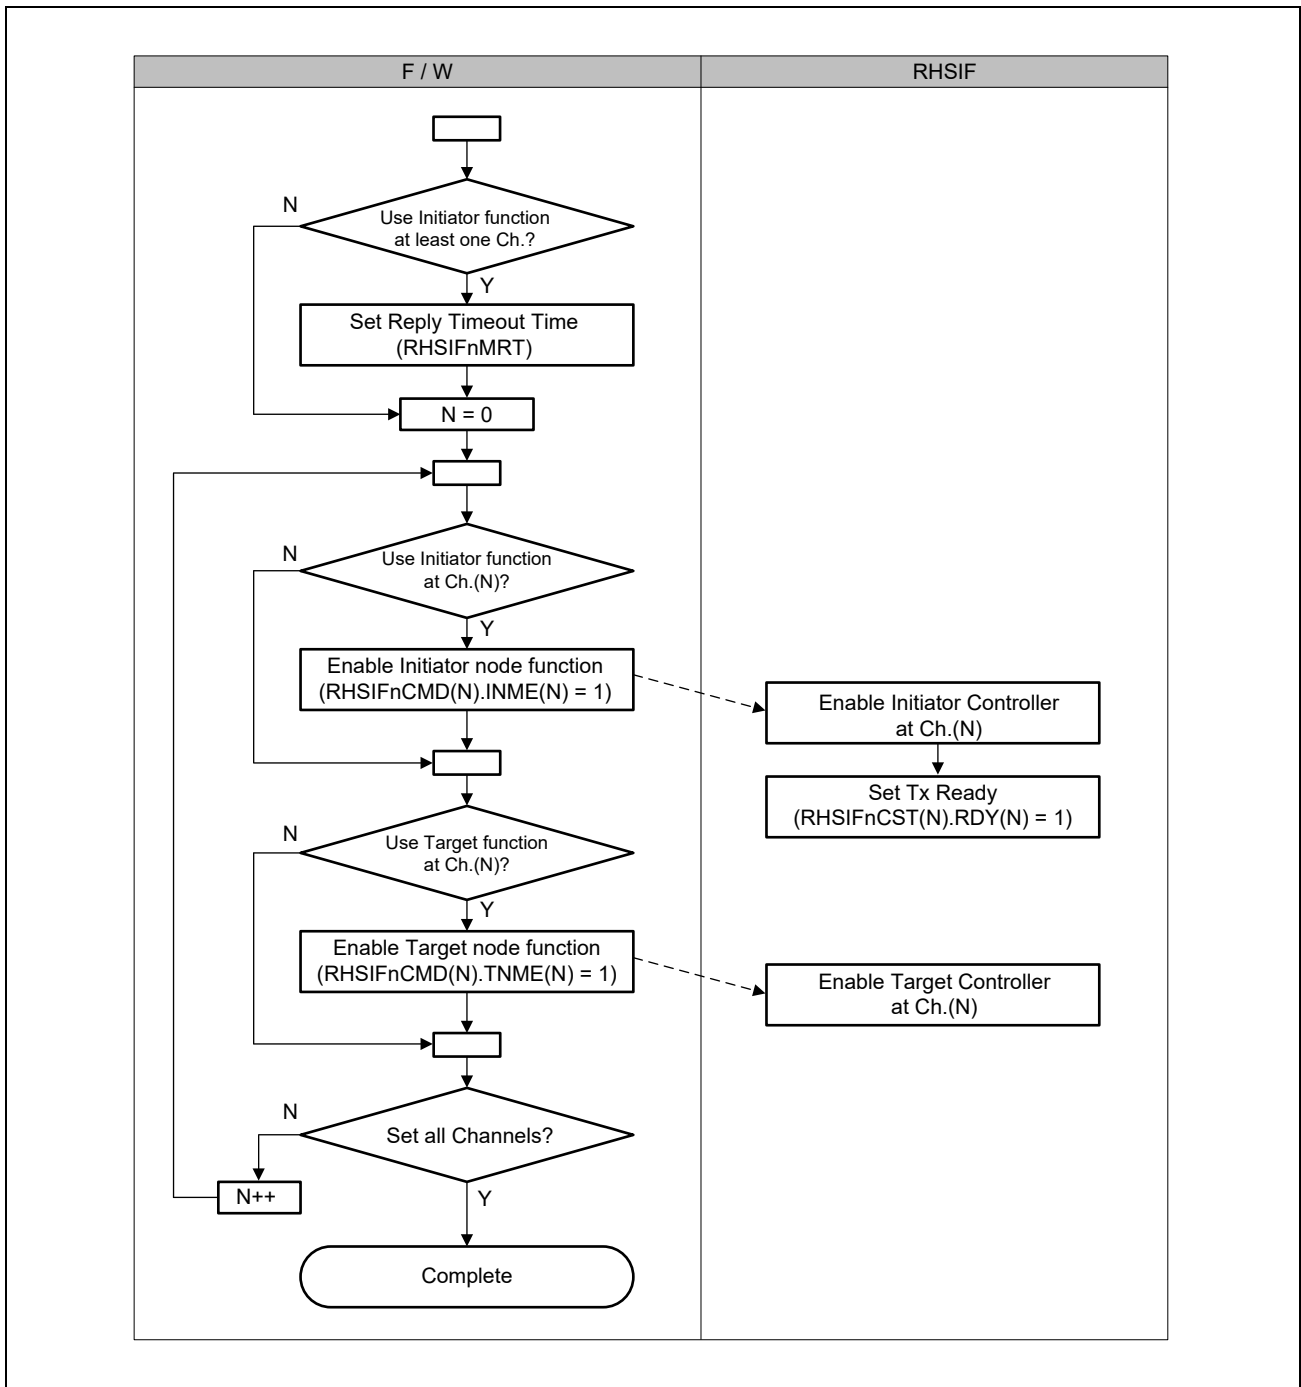 F / W
RHSIF
Use Initiator function
at least one Ch.?
N
Y
Set Reply Timeout Time
(RHSIFnMRT)
N = 0
Use Initiator function
at Ch.(N)?
N
Y
Enable Initiator node function
(RHSIFnCMD(N).INME(N) = 1)
Enable Initiator Controller
at Ch.(N)
Set Tx Ready
(RHSIFnCST(N).RDY(N) = 1)
Use Target function
at Ch.(N)?
N
Y
Enable Target node function
(RHSIFnCMD(N).TNME(N) = 1)
Enable Target Controller
at Ch.(N)
Set all Channels?
N
N++
Y
Complete